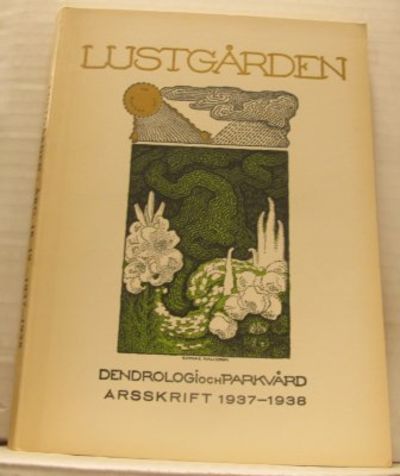 LUSTGÅRDEN
DENDROLOGI OCH PARKVÅRD
ÅRSSKRIFT 1937-1938